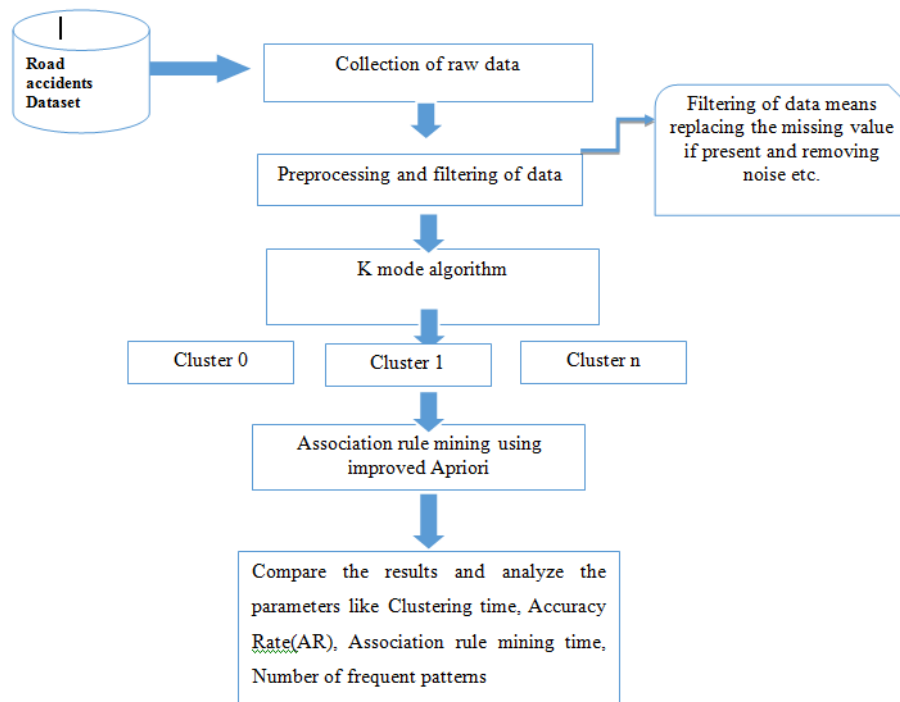 Road
accidents
Dataset
Collection of raw data
Filtering of data means
replacing the missing value
if present and removing
noise etc.
Preprocessing and filtering of data
K mode algorithm
Cluster 0
Cluster 1
Cluster n
Association rule mining using
improved Apriori
Compare the results and analyze the
parameters like Clustering time, Accuracy
Rate(AR), Association rule mining time,
Number of frequent patterns